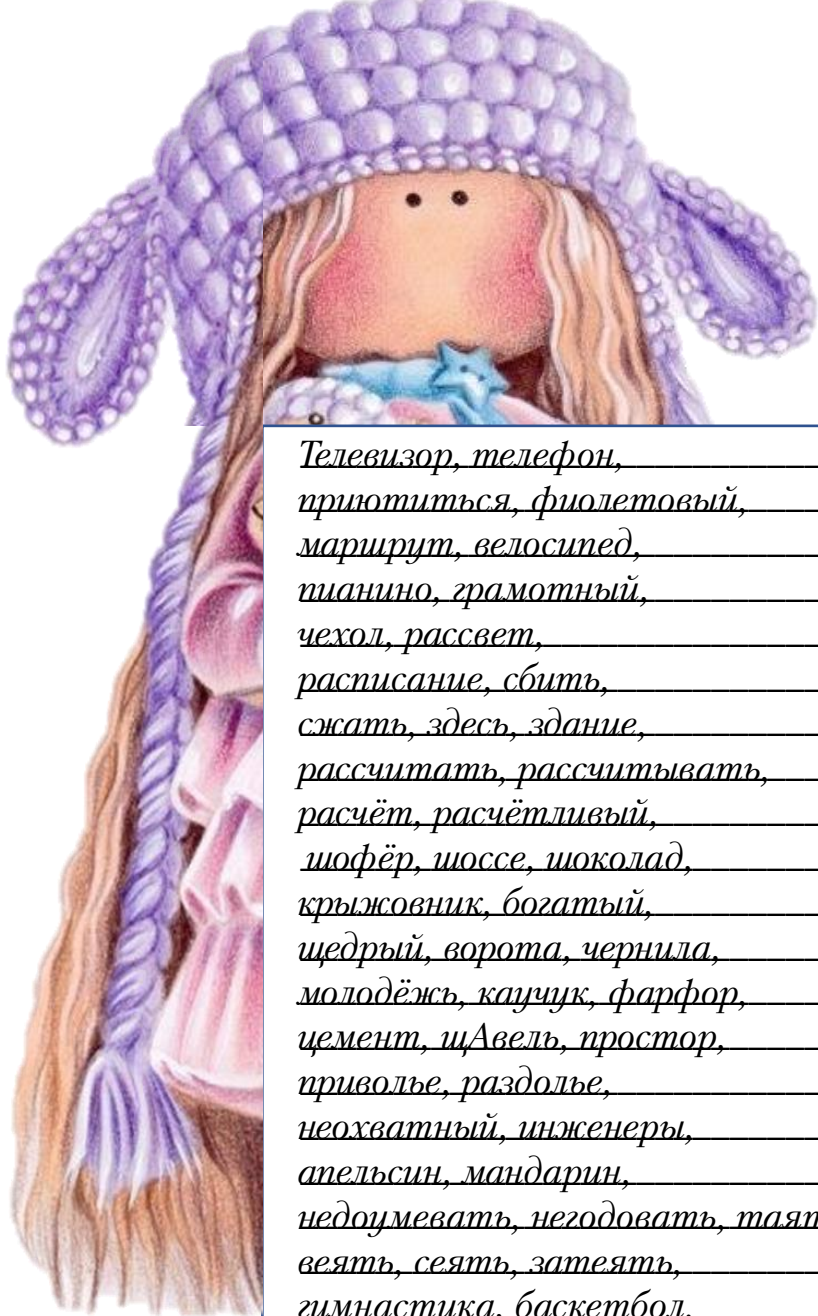 Телевизор, телефон,
приютиться, фиолетовый,
маршрут, велосипед,
пианино, грамотный,
чехол, рассвет,
расписание, сбить,
сжать, здесь, здание,
рассчитать, рассчитывать,
расчёт, расчётливый,
шофёр, шоссе, шоколад,
крыжовник, богатый,
щедрый, ворота, чернила,
молодёжь, каучук, фарфор,
цемент, щАвель, простор,
приволье, раздолье,
неохватный, инженеры,
апельсин, мандарин,
недоумевать, негодовать,
веять, сеять, затеять,
гимнастика, баскетбол,